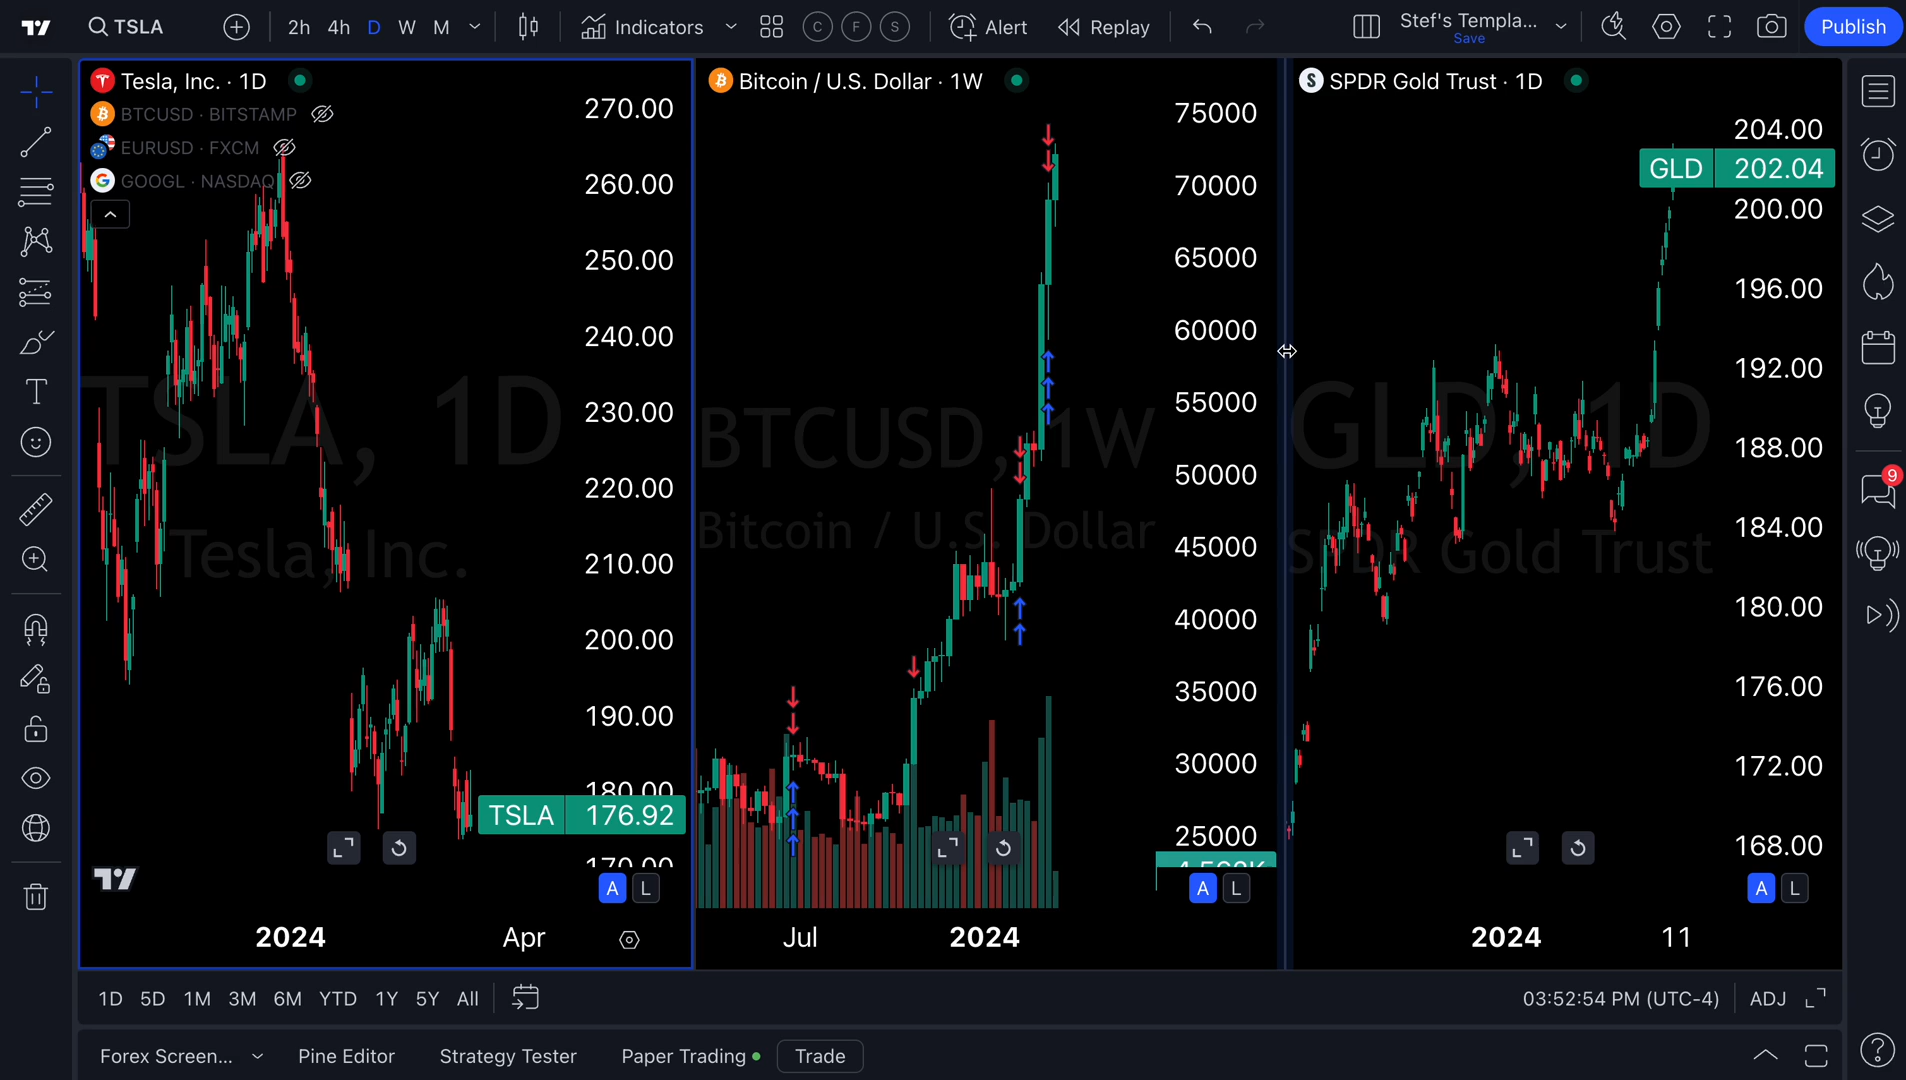 TSLA
2h 4h D W M
Indicators
C F S
Alert
Replay
Stef's Templa...
Save
Publish
Tesla, Inc. · 1D
BTCUSD · BITSTAMP
EURUSD · FXCM
GOOGL · NASDAQ
270.00
260.00
250.00
240.00
230.00
220.00
210.00
200.00
190.00
180.00
TSLA 176.92
170.00
TSLA, 1D
Tesla, Inc.
A L
2024 Apr
Bitcoin / U.S. Dollar · 1W
75000
70000
65000
60000
55000
50000
45000
40000
35000
30000
25000
BTCUSD, 1W
Bitcoin / U.S. Dollar
A L
Jul 2024
SPDR Gold Trust · 1D
204.00
GLD 202.04
200.00
196.00
192.00
188.00
184.00
180.00
176.00
172.00
168.00
GLD, 1D
SPDR Gold Trust
A L
2024 11
9
1D 5D 1M 3M 6M YTD 1Y 5Y All
03:52:54 PM (UTC-4)
ADJ
Forex Screen...
Pine Editor
Strategy Tester
Paper Trading
Trade